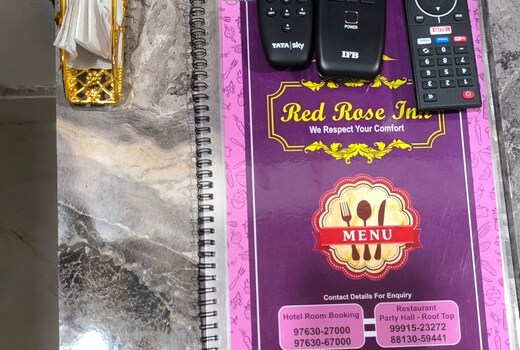 TATA sky
POWER
IFB
NETFLIX
Red Rose Inn
We Respect Your Comfort
MENU
Contact Details For Enquiry
Hotel Room Booking
97630-27000
97630-67000
Restaurant
Party Hall - Roof Top
99915-23272
88130-59441